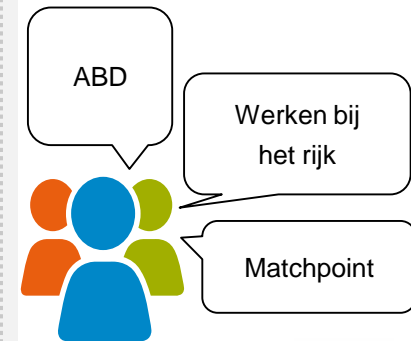 ABD
Werken bij
het rijk
Matchpoint